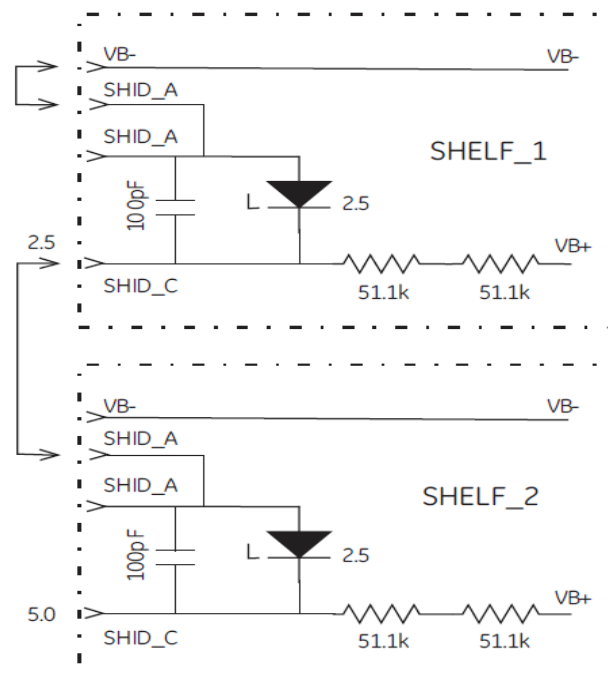 VB- VB-
SHID_A
SHID_A
SHELF_1
100pF
L 2.5
2.5
VB+
SHID_C
51.1k 51.1k
VB- VB-
SHID_A
SHID_A
SHELF_2
100pF
L 2.5
VB+
5.0
SHID_C
51.1k 51.1k